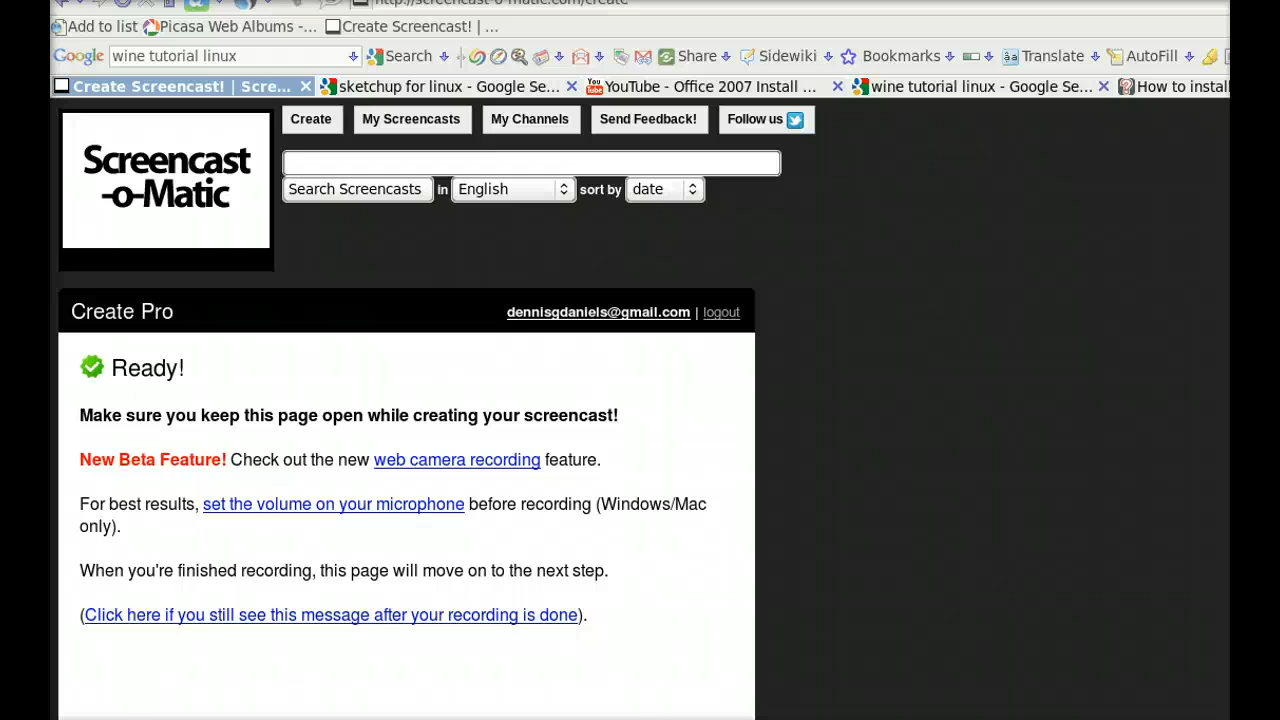 http://screencast-o-matic.com/create
Add to list Picasa Web Albums -... Create Screencast! | ...
Google wine tutorial linux Search Share Sidewiki Bookmarks Translate AutoFill
Create Screencast! | Scre... sketchup for linux - Google Se... YouTube - Office 2007 Install ... wine tutorial linux - Google Se... How to instal
Create My Screencasts My Channels Send Feedback! Follow us
Screencast
-o-Matic
Search Screencasts in English sort by date
Create Pro dennisgdaniels@gmail.com | logout
Ready!
Make sure you keep this page open while creating your screencast!
New Beta Feature! Check out the new web camera recording feature.
For best results, set the volume on your microphone before recording (Windows/Mac
only).
When you're finished recording, this page will move on to the next step.
(Click here if you still see this message after your recording is done).